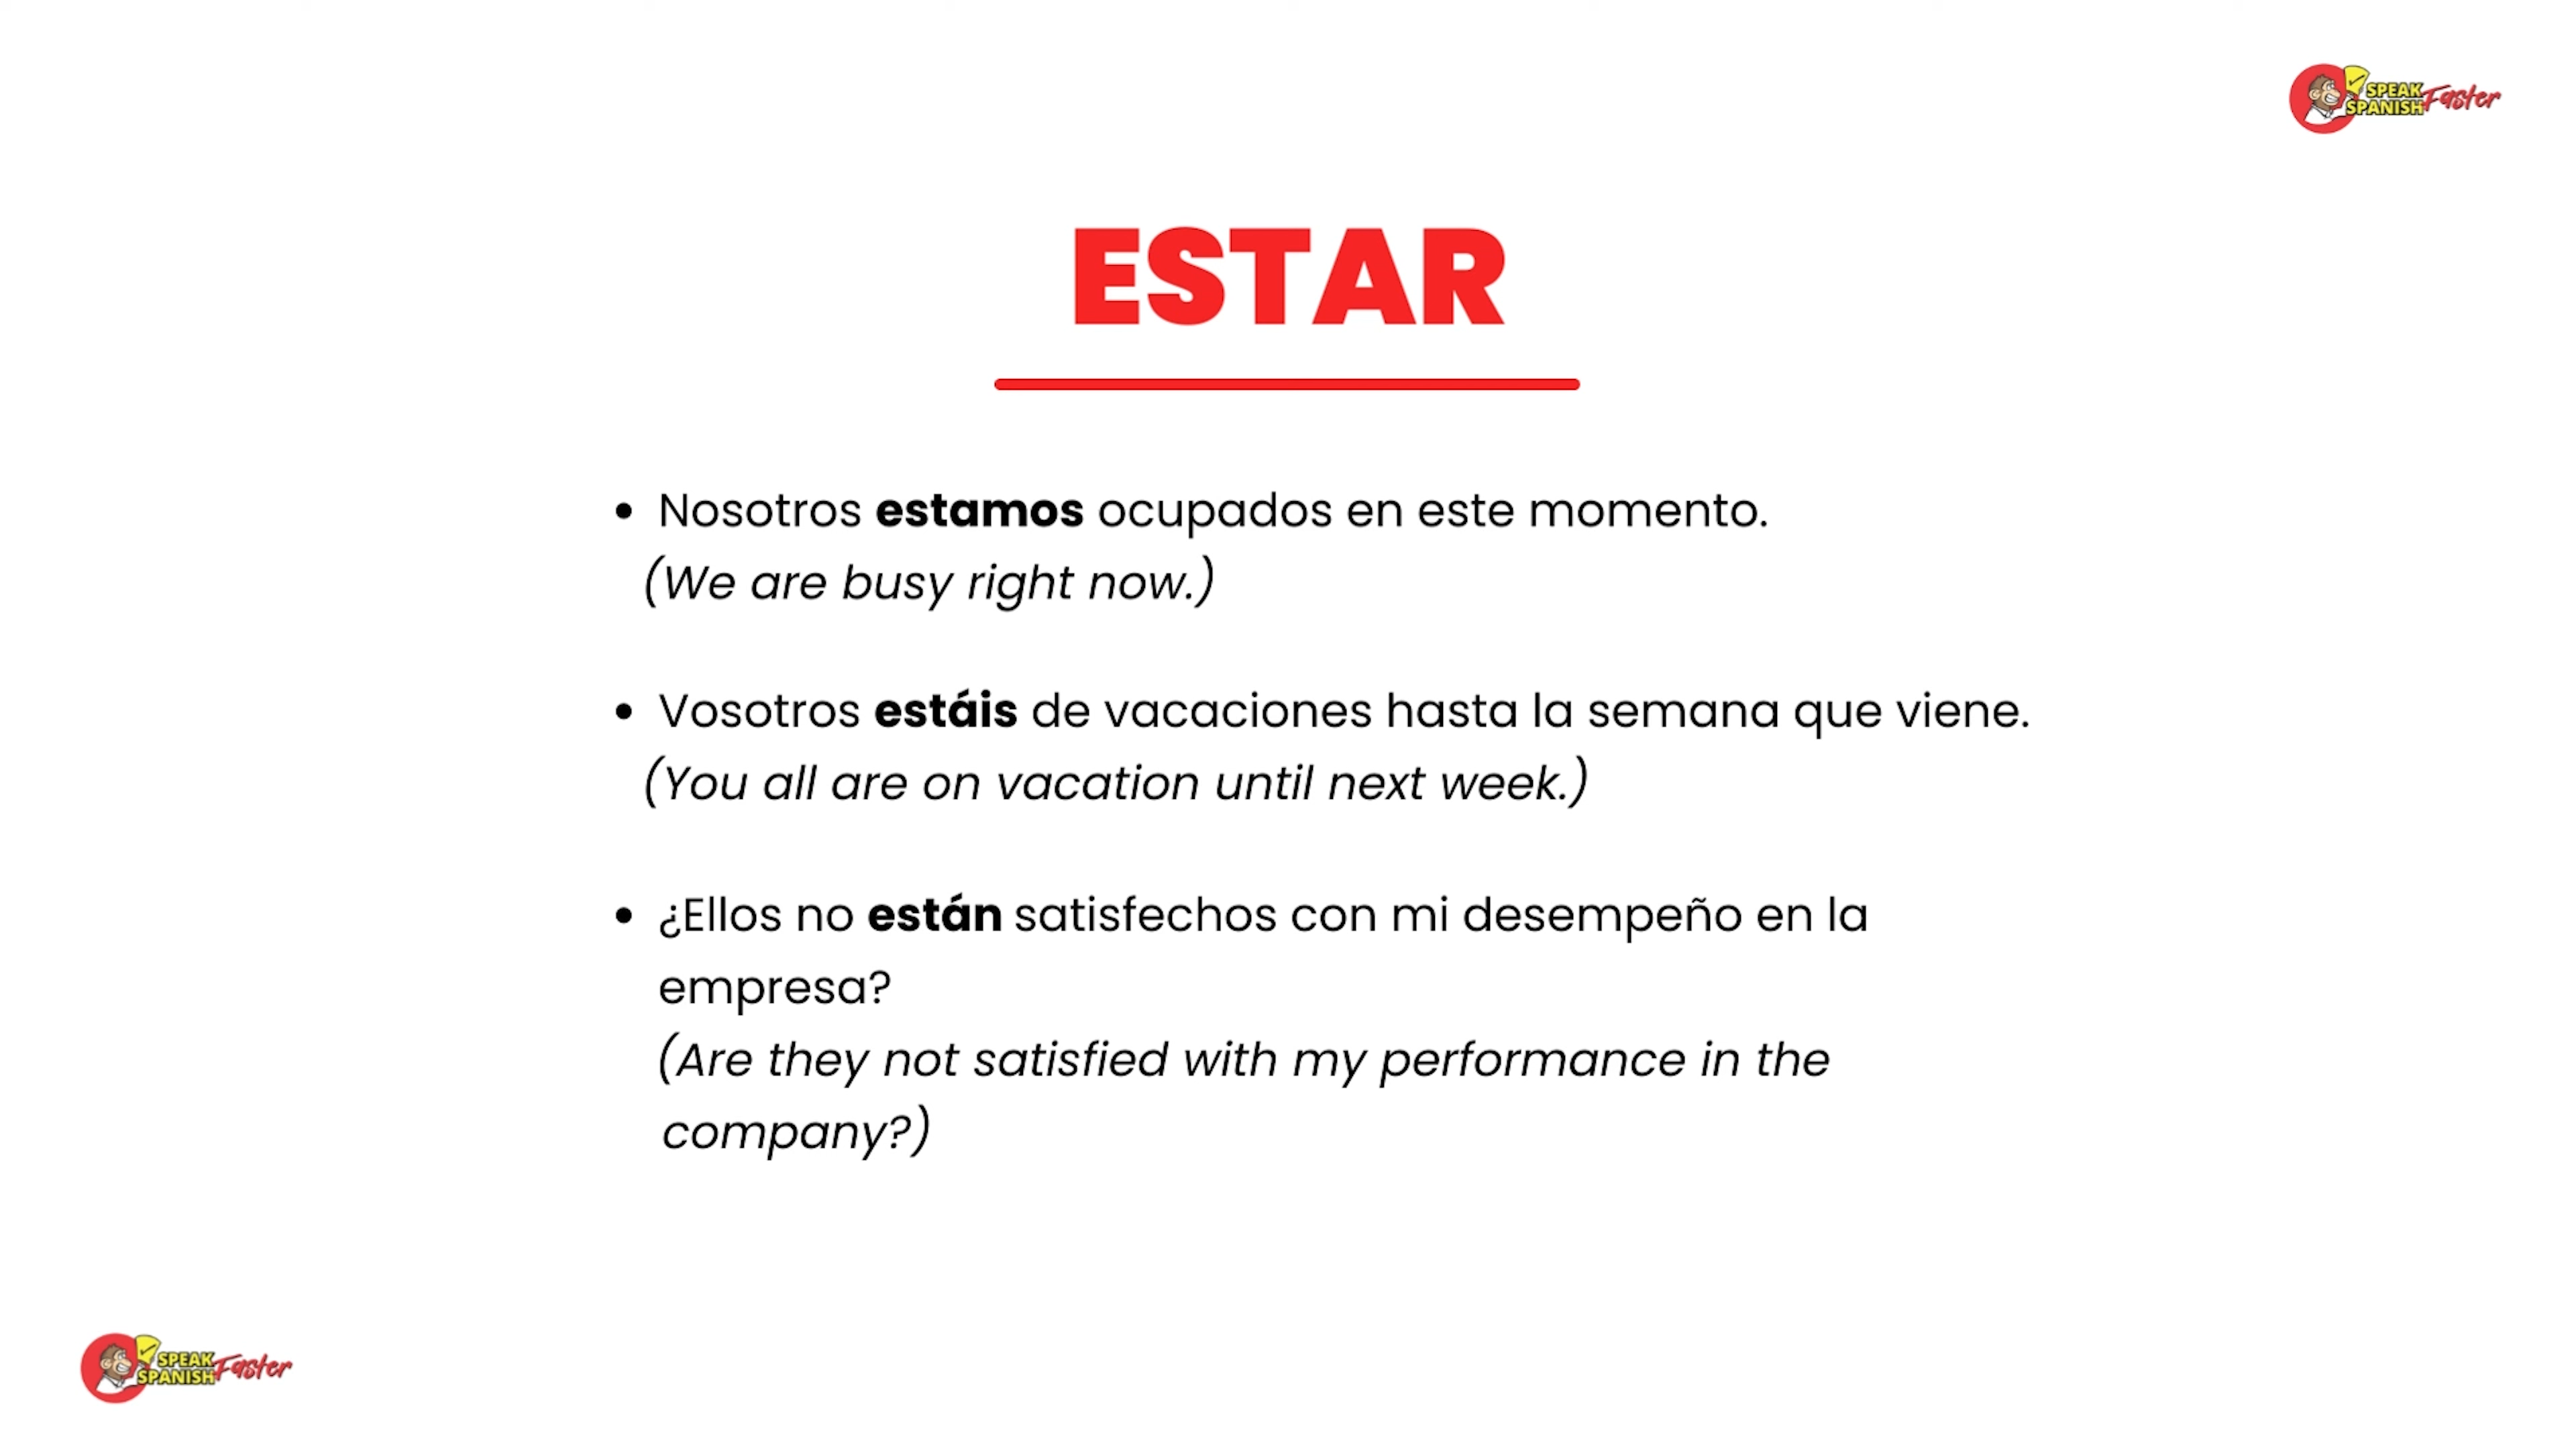 SPEAK
SPANISH Faster
ESTAR
• Nosotros estamos ocupados en este momento.
(We are busy right now.)
• Vosotros estáis de vacaciones hasta la semana que viene.
(You all are on vacation until next week.)
• ¿Ellos no están satisfechos con mi desempeño en la
empresa?
(Are they not satisfied with my performance in the
company?)
SPEAK
SPANISH Faster